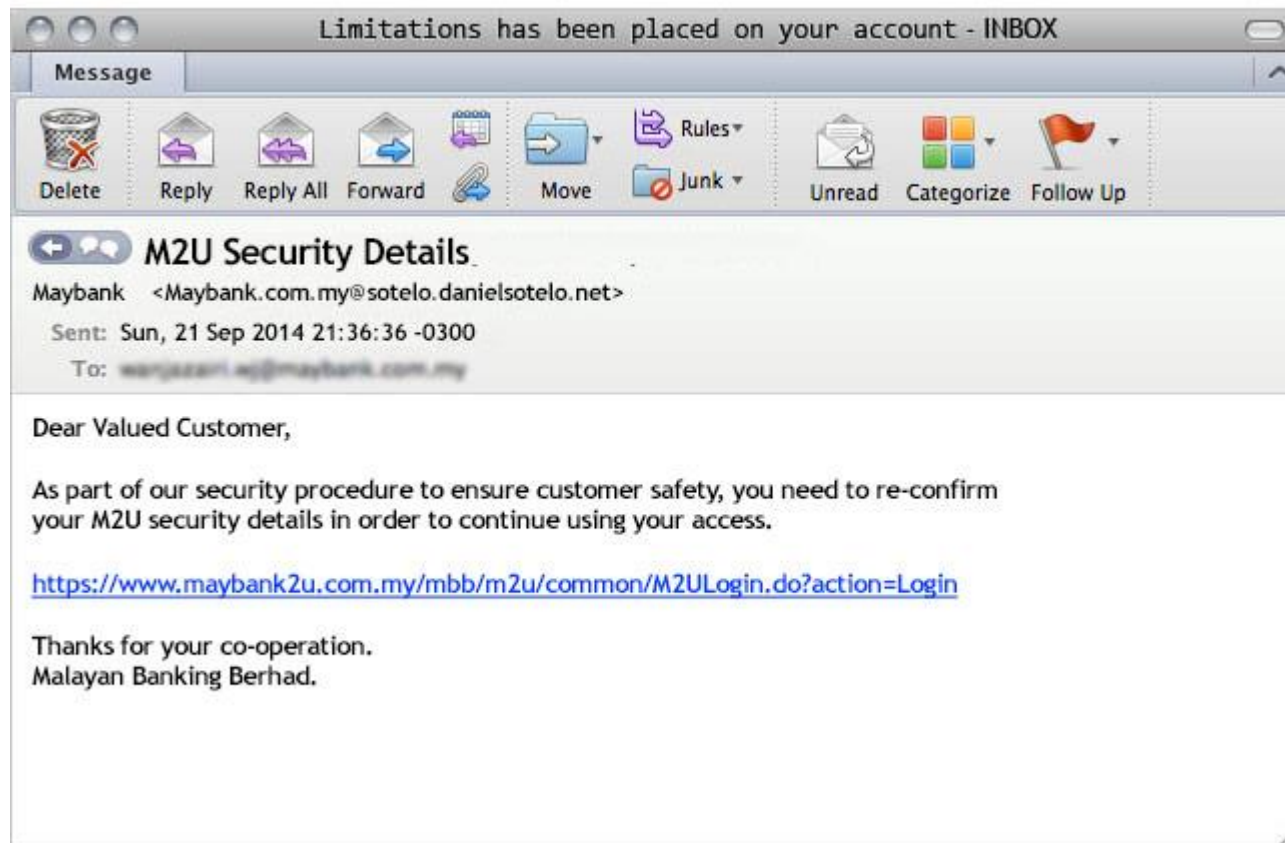 Limitations has been placed on your account - INBOX
Message
Delete
Reply
Reply All
Forward
Move
Rules
Junk
Unread
Categorize
Follow Up
M2U Security Details
Maybank <Maybank.com.my@sotelo.danielsotelo.net>
Sent: Sun, 21 Sep 2014 21:36:36 -0300
To:
Dear Valued Customer,
As part of our security procedure to ensure customer safety, you need to re-confirm
your M2U security details in order to continue using your access.
https://www.maybank2u.com.my/mbb/m2u/common/M2ULogin.do?action=Login
Thanks for your co-operation.
Malayan Banking Berhad.